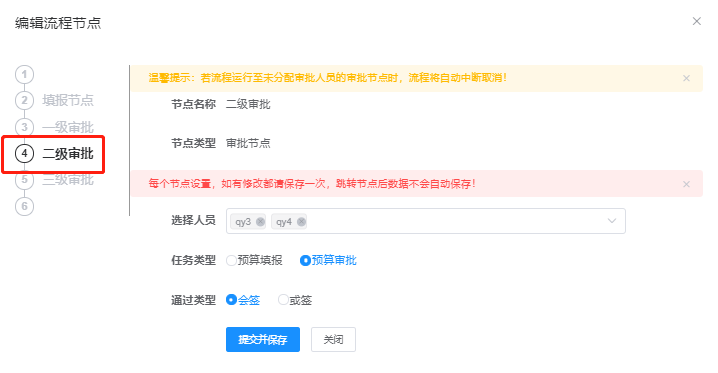 编辑流程节点
1
2 填报节点
3 一级审批
4 二级审批
5 三级审批
6
温馨提示：若流程运行至未分配审批人员的审批节点时，流程将自动中断取消！
节点名称 二级审批
节点类型 审批节点
每个节点设置，如有修改都请保存一次，跳转节点后数据不会自动保存！
选择人员 qy3 qy4
任务类型 预算填报 预算审批
通过类型 会签 或签
提交并保存 关闭